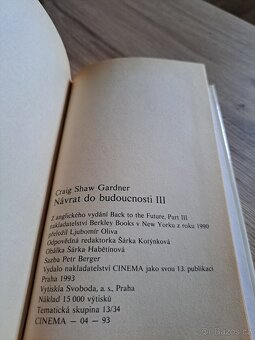 Craig Shaw Gardner
Návrat do budoucnosti III
Z anglického vydání Back to the Future, Part III
nakladatelství Berkley Books v New Yorku z roku 1990
přeložil Ljubomír Oliva
Odpovědná redaktorka Šárka Kotýnková
Obálka Šárka Habětínová
Sazba Petr Berger
Vydalo nakladatelství CINEMA jako svou 13. publikaci
Praha 1993
Vytiskla Svoboda, a. s., Praha
Náklad 15 000 výtisků
Tematická skupina 13/34
CINEMA — 04 — 93